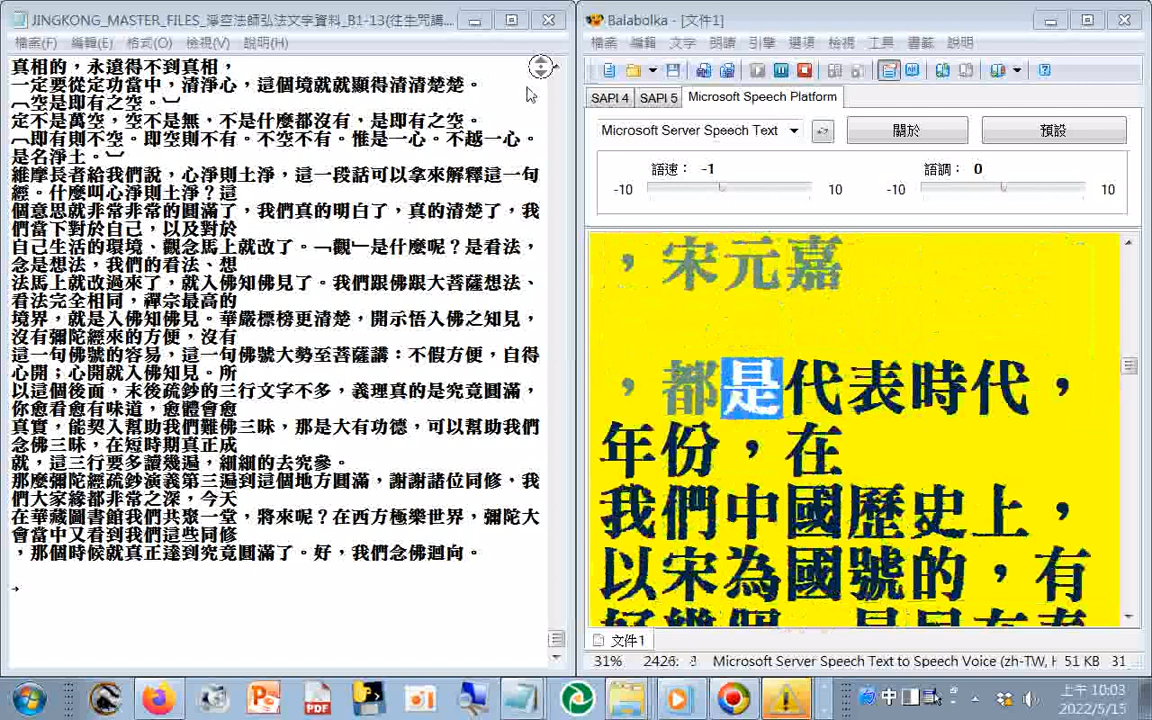 JINGKONG_MASTER_FILES_淨空法師弘法文字資料_B1-13(往生咒講...
檔案(F) 編輯(E) 格式(O) 檢視(V) 說明(H)
真相的，永遠得不到真相，
一定要從定功當中，清淨心，這個境就就顯得清清楚楚。
﹁空是即有之空。﹂
定不是萬空，空不是無，不是什麼都沒有，是即有之空。
﹁即有則不空。即空則不有。不空不有。惟是一心。不越一心。
是名淨土。﹂
維摩長者給我們說，心淨則土淨，這一段話可以拿來解釋這一句
經。什麼叫心淨則土淨？這
個意思就非常非常的圓滿了，我們真的明白了，真的清楚了，我
們當下對於自己，以及對於
自己生活的環境、觀念馬上就改了。﹁觀﹂是什麼呢？是看法，
念是想法，我們的看法、想
法馬上就改過來了，就入佛知佛見了。我們跟佛跟大菩薩想法、
看法完全相同，禪宗最高的
境界，就是入佛知佛見。華嚴標榜更清楚，開示悟入佛之知見，
沒有彌陀經來的方便，沒有
這一句佛號的容易，這一句佛號大勢至菩薩講：不假方便，自得
心開；心開就入佛知見。所
以這個後面，末後疏鈔的三行文字不多，義理真的是究竟圓滿，
你愈看愈有味道，愈體會愈
真實，能契入幫助我們難佛三昧，那是大有功德，可以幫助我們
念佛三昧，在短時期真正成
就，這三行要多讀幾遍，細細的去究參。
那麼彌陀經疏鈔演義第三遍到這個地方圓滿，謝謝諸位同修，我
們大家緣都非常之深，今天
在華藏圖書館我們共聚一堂，將來呢？在西方極樂世界，彌陀大
會當中又看到我們這些同修
，那個時候就真正達到究竟圓滿了。好，我們念佛迴向。
Balabolka - [文件1]
檔案 編輯 文字 朗讀 引擎 選項 檢視 工具 書籤 說明
SAPI 4 SAPI 5 Microsoft Speech Platform
Microsoft Server Speech Text 關於 預設
語速： -1 語調： 0
-10 10 -10 10
，宋元嘉
，都是代表時代，
年份，在
我們中國歷史上，
以宋為國號的，有
文件1
31% 2426: Microsoft Server Speech Text to Speech Voice (zh-TW, H 51 KB 31
中 上午 10:03
2022/5/15